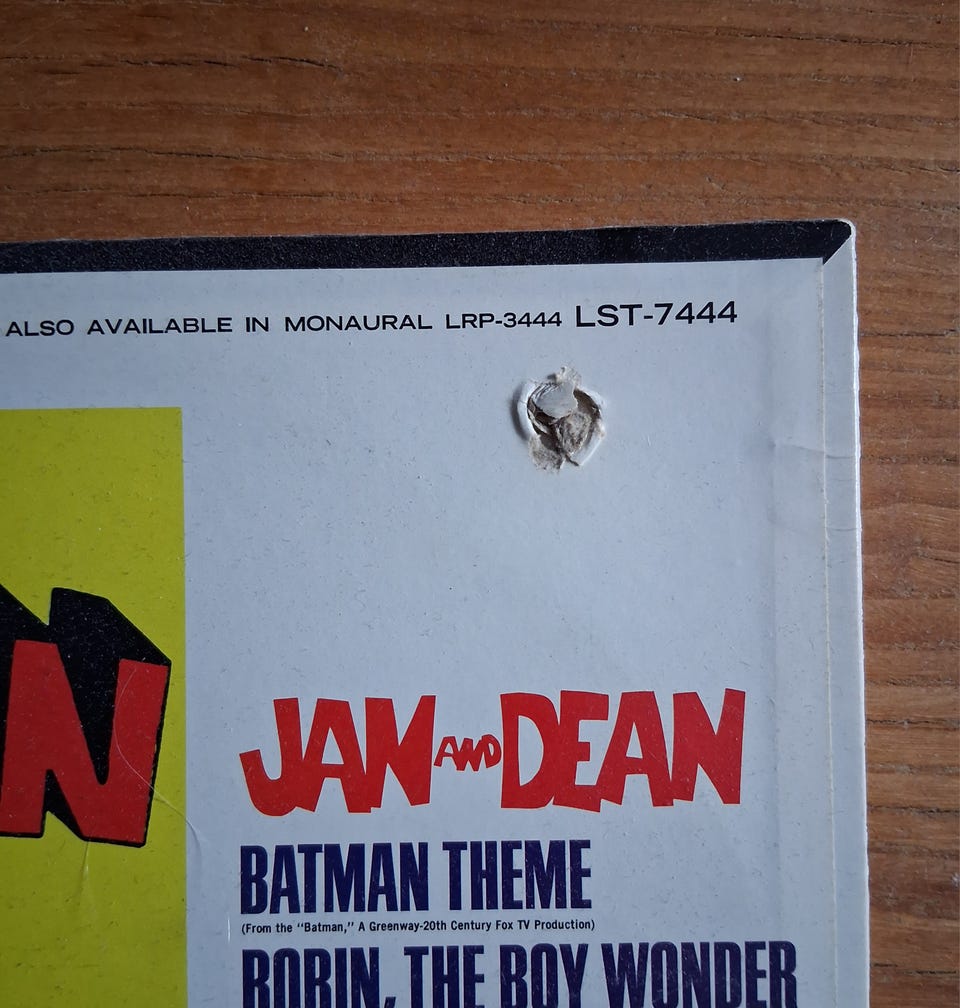 ALSO AVAILABLE IN MONAURAL LRP-3444 LST-7444
N
JAN AND DEAN
BATMAN THEME
(From the "Batman," A Greenway-20th Century Fox TV Production)
ROBIN, THE BOY WONDER